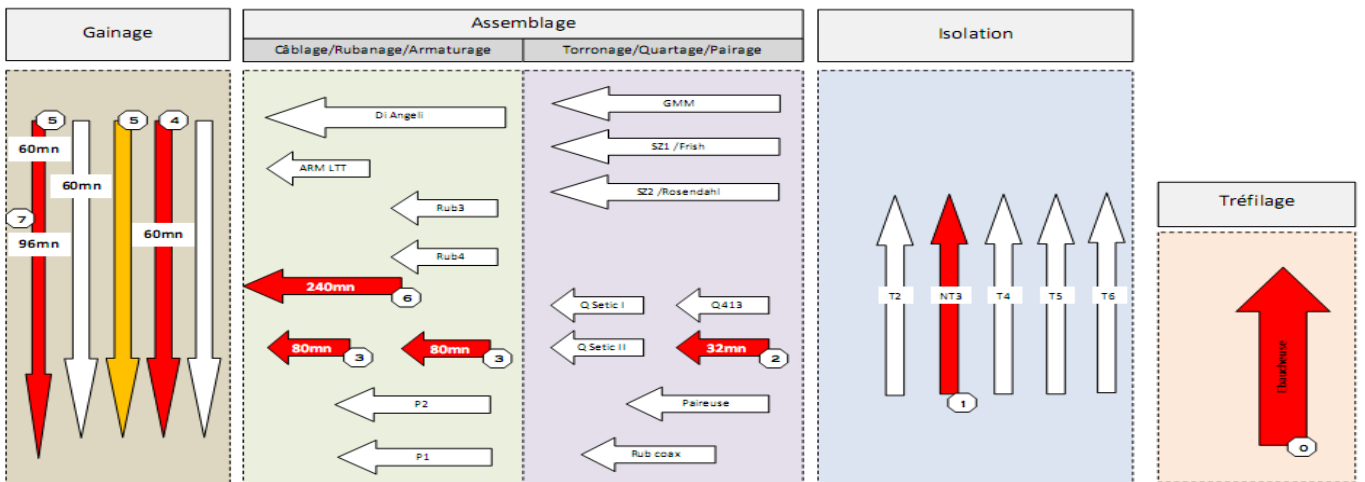 Gainage
Assemblage
Câblage/Rubanage/Armaturage
Torronage/Quartage/Pairage
Isolation
Tréfilage
5
5
4
60mn
60mn
7
96mn
60mn
Di Angeli
ARM LTT
Rub3
Rub4
240mn
6
80mn
3
80mn
3
P2
P1
GMM
SZ1 /Frish
SZ2 /Rosendahl
Q Setic I
Q413
Q Setic II
32mn
2
Paireuse
Rub coax
T2
NT3
T4
T5
T6
1
Ebaucheuse
0